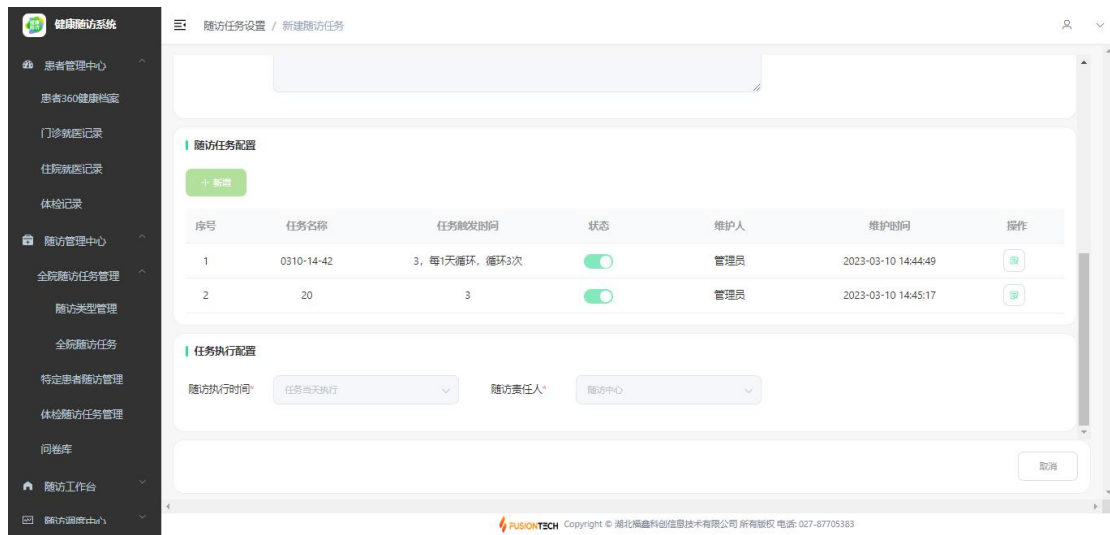 健康随访系统
随访任务设置 / 新建随访任务
患者管理中心
患者360健康档案
门诊就医记录
住院就医记录
体检记录
随访管理中心
全院随访任务管理
随访类型管理
全院随访任务
特定患者随访管理
体检随访任务管理
问卷库
随访工作台
随访调度中心
随访任务配置
+ 新增
序号 任务名称 任务触发时间 状态 维护人 维护时间 操作
1 0310-14-42 3，每1天循环，循环3次 管理员 2023-03-10 14:44:49
2 20 3 管理员 2023-03-10 14:45:17
任务执行配置
随访执行时间* 任务当天执行 随访责任人* 随访中心
取消
FUSIONTECH Copyright © 湖北福鑫科创信息技术有限公司 所有版权 电话: 027-87705383